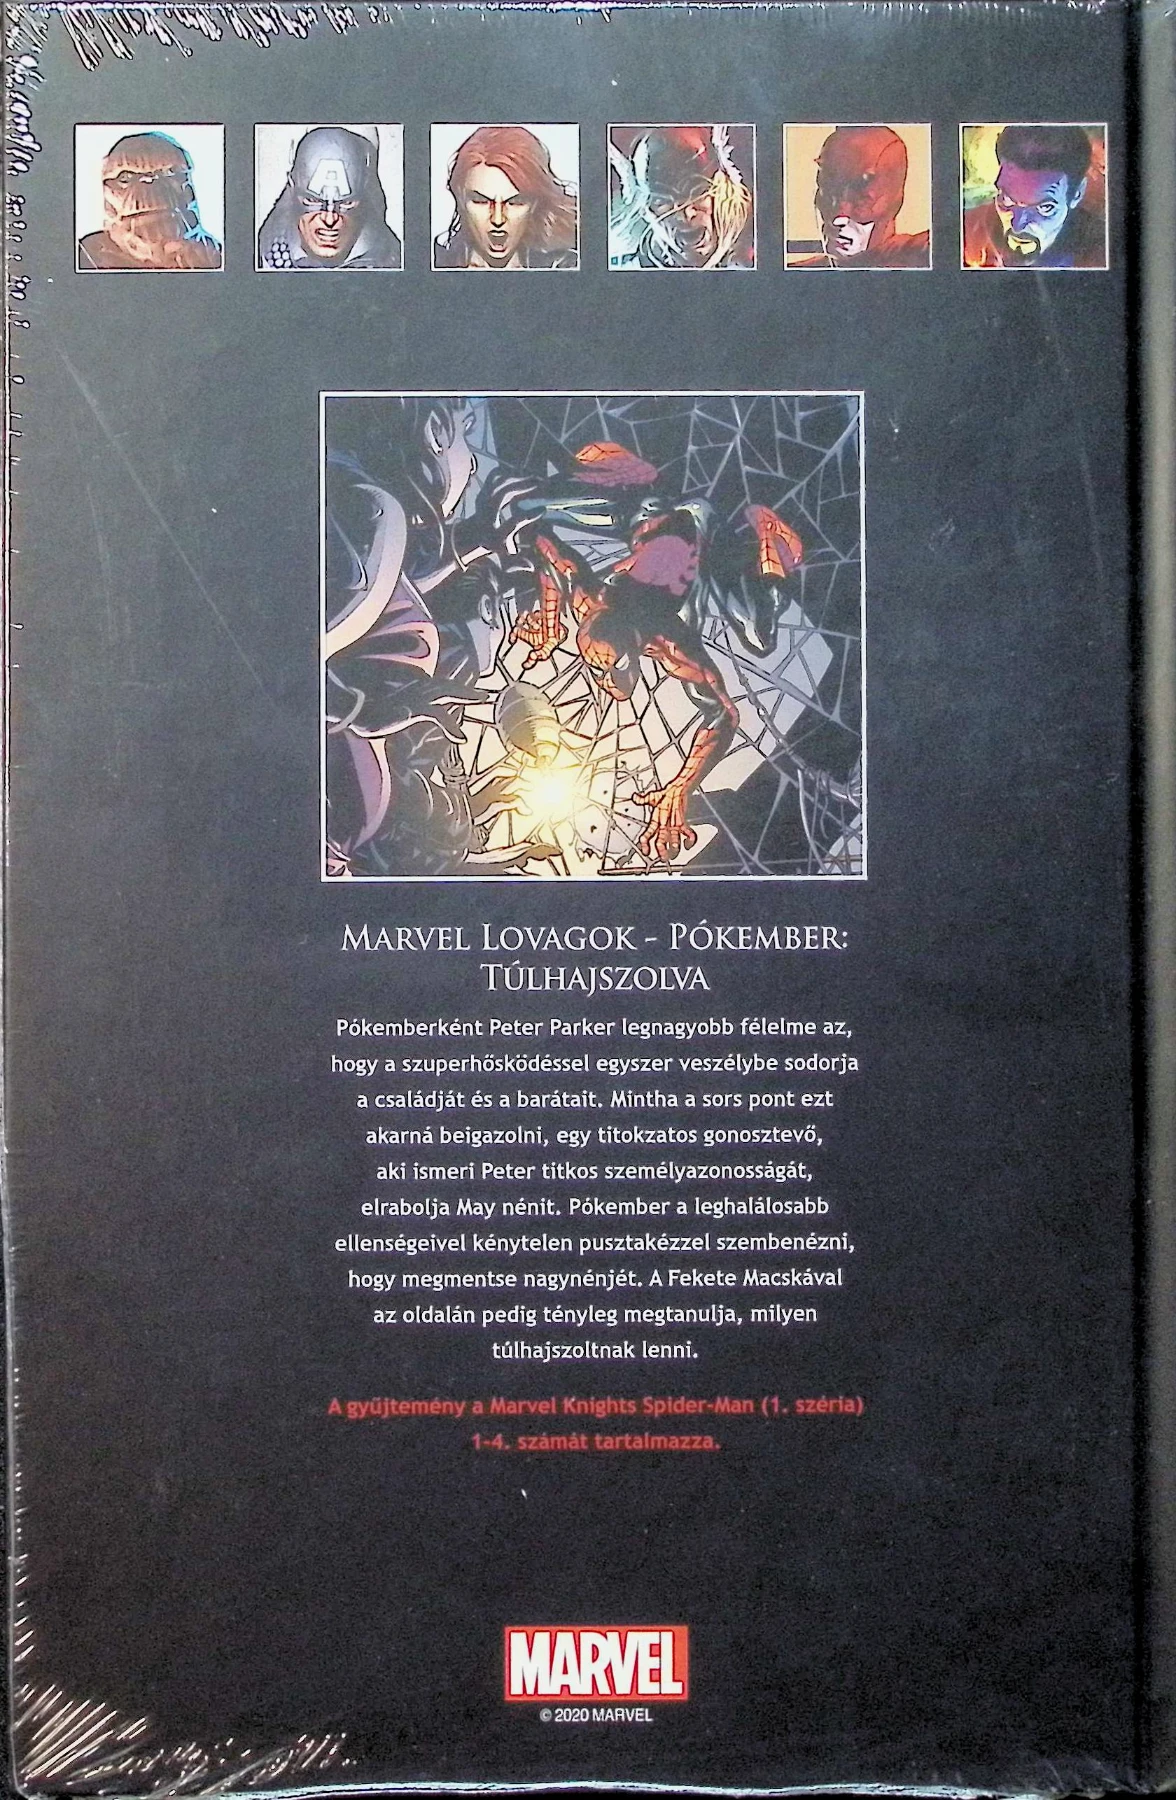 MARVEL LOVAGOK - PÓKEMBER:
TÚLHAJSZOLVA
Pókemberként Peter Parker legnagyobb félelme az,
hogy a szuperhősködéssel egyszer veszélybe sodorja
a családját és a barátait. Mintha a sors pont ezt
akarná beigazolni, egy titokzatos gonosztevő,
aki ismeri Peter titkos személyazonosságát,
elrabolja May nénit. Pókember a leghalálosabb
ellenségeivel kénytelen pusztakézzel szembenézni,
hogy megmentse nagynénjét. A Fekete Macskával
az oldalán pedig tényleg megtanulja, milyen
túlhajszoltnak lenni.
A gyűjtemény a Marvel Knights Spider-Man (1. széria)
1-4. számát tartalmazza.
MARVEL
© 2020 MARVEL